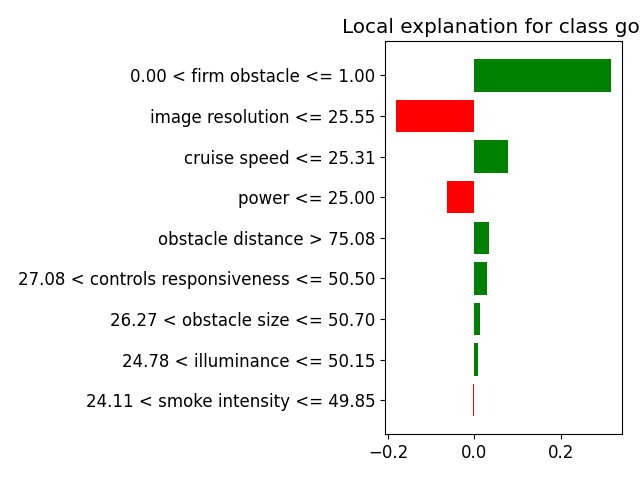 Local explanation for class go
0.00 < firm obstacle <= 1.00
image resolution <= 25.55
cruise speed <= 25.31
power <= 25.00
obstacle distance > 75.08
27.08 < controls responsiveness <= 50.50
26.27 < obstacle size <= 50.70
24.78 < illuminance <= 50.15
24.11 < smoke intensity <= 49.85
−0.2 0.0 0.2